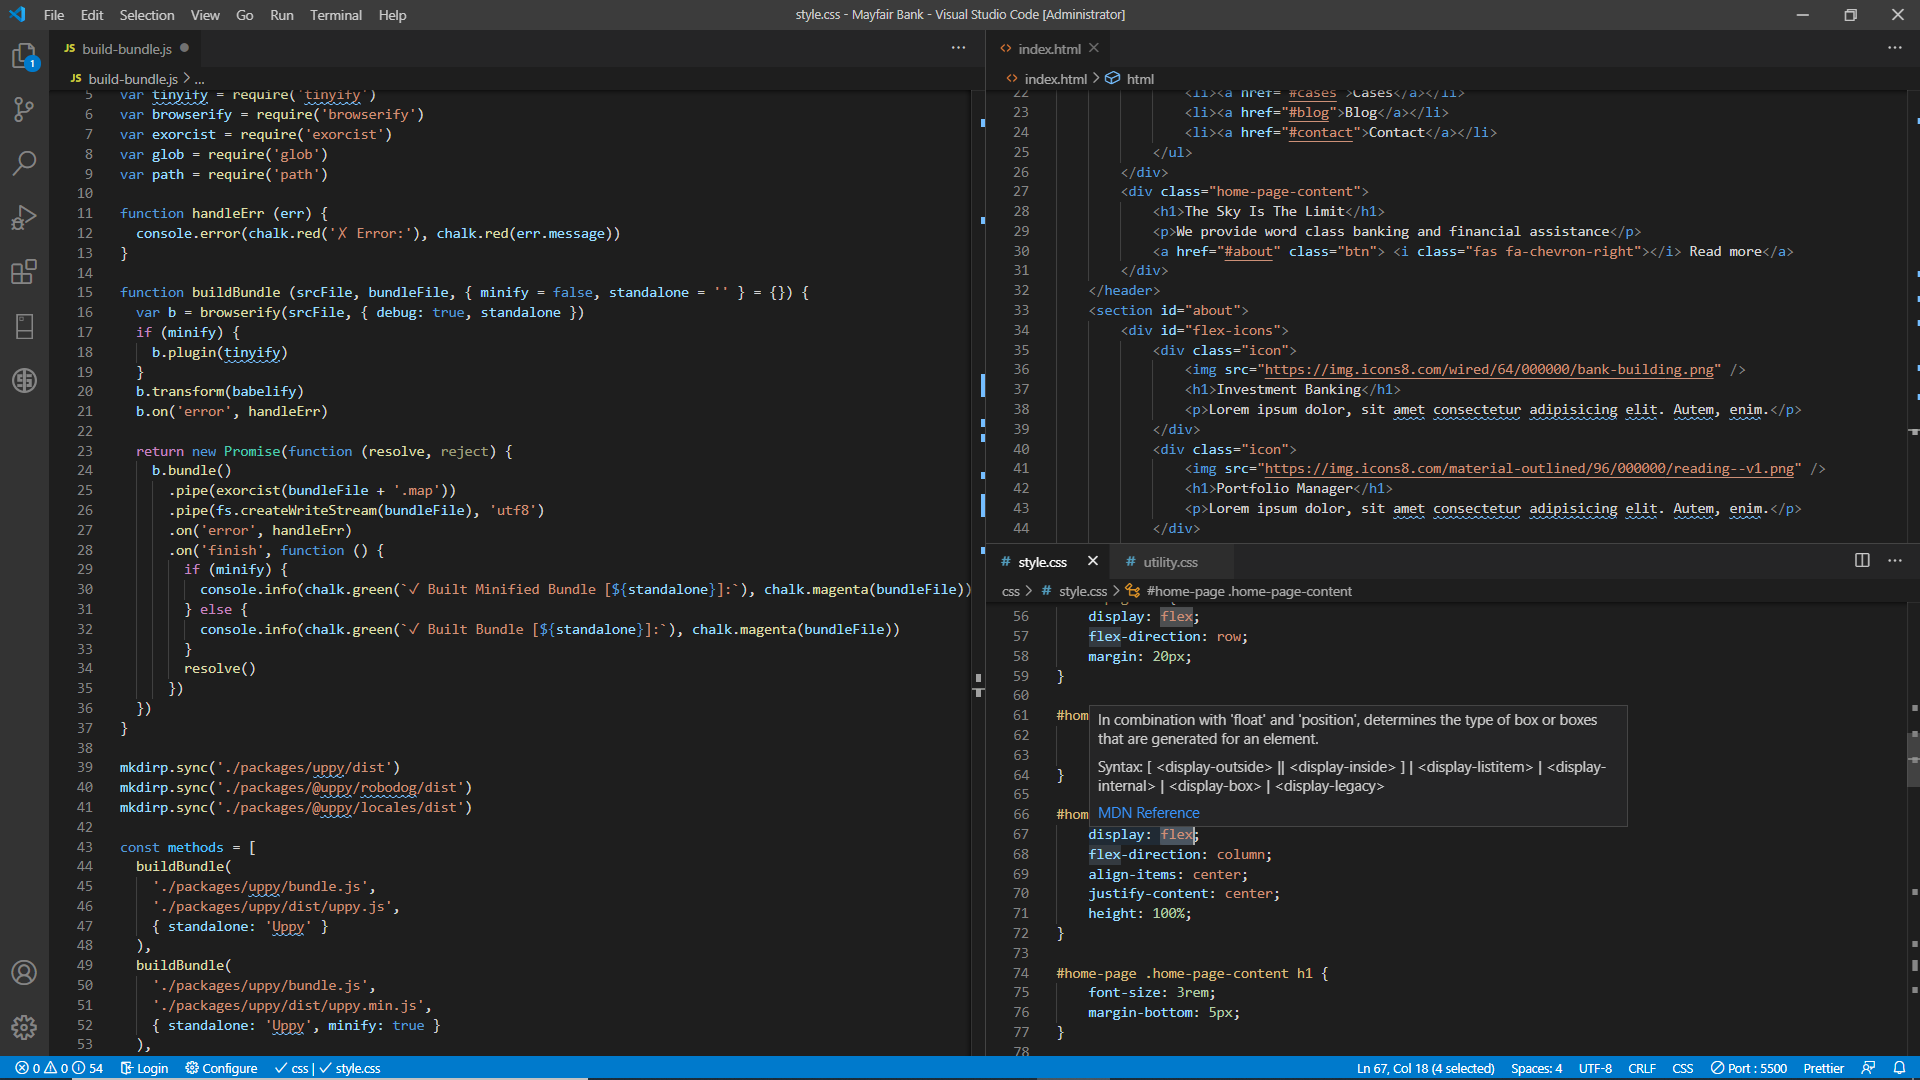 File Edit Selection View Go Run Terminal Help
style.css - Mayfair Bank - Visual Studio Code [Administrator]
1
JS build-bundle.js
JS build-bundle.js > ...
5 var tinyify = require('tinyify')
6 var browserify = require('browserify')
7 var exorcist = require('exorcist')
8 var glob = require('glob')
9 var path = require('path')
10
11 function handleErr (err) {
12 console.error(chalk.red('✗ Error:'), chalk.red(err.message))
13 }
14
15 function buildBundle (srcFile, bundleFile, { minify = false, standalone = '' } = {}) {
16 var b = browserify(srcFile, { debug: true, standalone })
17 if (minify) {
18 b.plugin(tinyify)
19 }
20 b.transform(babelify)
21 b.on('error', handleErr)
22
23 return new Promise(function (resolve, reject) {
24 b.bundle()
25 .pipe(exorcist(bundleFile + '.map'))
26 .pipe(fs.createWriteStream(bundleFile), 'utf8')
27 .on('error', handleErr)
28 .on('finish', function () {
29 if (minify) {
30 console.info(chalk.green(`✓ Built Minified Bundle [${standalone}]:`), chalk.magenta(bundleFile))
31 } else {
32 console.info(chalk.green(`✓ Built Bundle [${standalone}]:`), chalk.magenta(bundleFile))
33 }
34 resolve()
35 })
36 })
37 }
38
39 mkdirp.sync('./packages/uppy/dist')
40 mkdirp.sync('./packages/@uppy/robodog/dist')
41 mkdirp.sync('./packages/@uppy/locales/dist')
42
43 const methods = [
44 buildBundle(
45 './packages/uppy/bundle.js',
46 './packages/uppy/dist/uppy.js',
47 { standalone: 'Uppy' }
48 ),
49 buildBundle(
50 './packages/uppy/bundle.js',
51 './packages/uppy/dist/uppy.min.js',
52 { standalone: 'Uppy', minify: true }
53 ),
index.html
index.html > html
22 <li><a href="#cases">Cases</a></li>
23 <li><a href="#blog">Blog</a></li>
24 <li><a href="#contact">Contact</a></li>
25 </ul>
26 </div>
27 <div class="home-page-content">
28 <h1>The Sky Is The Limit</h1>
29 <p>We provide word class banking and financial assistance</p>
30 <a href="#about" class="btn"> <i class="fas fa-chevron-right"></i> Read more</a>
31 </div>
32 </header>
33 <section id="about">
34 <div id="flex-icons">
35 <div class="icon">
36 <img src="https://img.icons8.com/wired/64/000000/bank-building.png" />
37 <h1>Investment Banking</h1>
38 <p>Lorem ipsum dolor, sit amet consectetur adipisicing elit. Autem, enim.</p>
39 </div>
40 <div class="icon">
41 <img src="https://img.icons8.com/material-outlined/96/000000/reading--v1.png" />
42 <h1>Portfolio Manager</h1>
43 <p>Lorem ipsum dolor, sit amet consectetur adipisicing elit. Autem, enim.</p>
44 </div>
# style.css # utility.css
css > # style.css > #home-page .home-page-content
56 display: flex;
57 flex-direction: row;
58 margin: 20px;
59 }
60
61 #hom
62
63
64 }
65
66 #hom
In combination with 'float' and 'position', determines the type of box or boxes
that are generated for an element.
Syntax: [ <display-outside> || <display-inside> ] | <display-listitem> | <display-
internal> | <display-box> | <display-legacy>
MDN Reference
67 display: flex;
68 flex-direction: column;
69 align-items: center;
70 justify-content: center;
71 height: 100%;
72 }
73
74 #home-page .home-page-content h1 {
75 font-size: 3rem;
76 margin-bottom: 5px;
77 }
78
0 0 54 Login Configure ✓ css | ✓ style.css
Ln 67, Col 18 (4 selected) Spaces: 4 UTF-8 CRLF CSS Port : 5500 Prettier